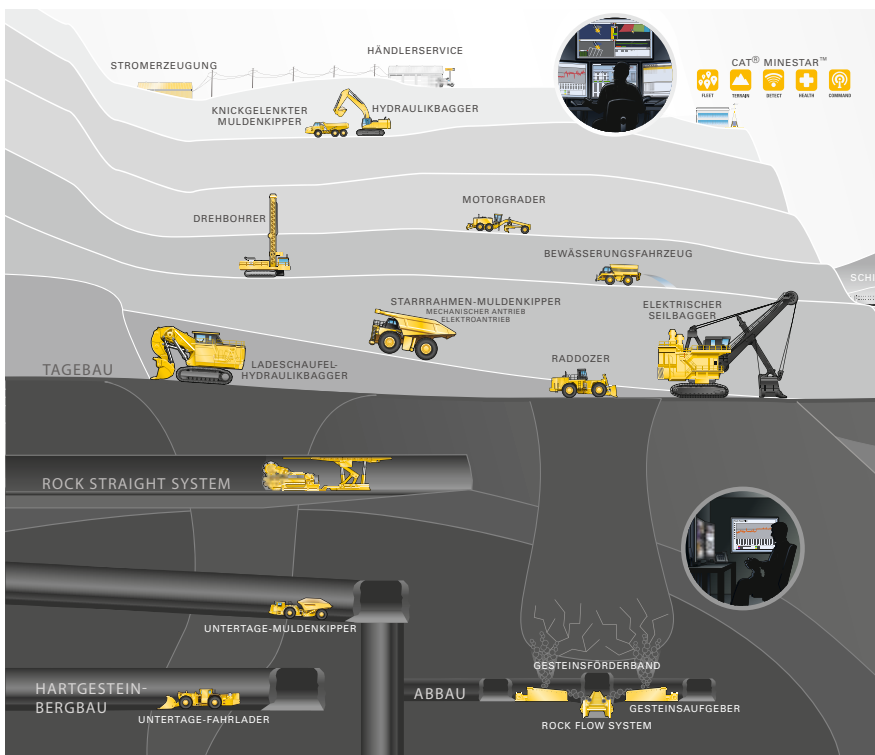 HÄNDLERSERVICE
STROMERZEUGUNG
CAT® MINESTAR™
FLEET
TERRAIN
DETECT
HEALTH
COMMAND
KNICKGELENKTER
MULDENKIPPER
HYDRAULIKBAGGER
DREHBOHRER
MOTORGRADER
BEWÄSSERUNGSFAHRZEUG
SCHI
STARRRAHMEN-MULDENKIPPER
MECHANISCHER ANTRIEB
ELEKTROANTRIEB
ELEKTRISCHER
SEILBAGGER
TAGEBAU
LADESCHAUFEL-
HYDRAULIKBAGGER
RADDOZER
ROCK STRAIGHT SYSTEM
UNTERTAGE-MULDENKIPPER
HARTGESTEIN-
BERGBAU
UNTERTAGE-FAHRLADER
GESTEINSFÖRDERBAND
ABBAU
GESTEINSAUFGEBER
ROCK FLOW SYSTEM